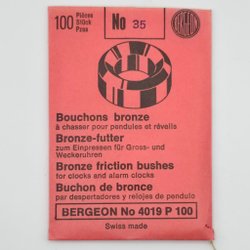 100 Pièces
Stück
Pzas
No 35
BERGEON
Bouchons bronze
à chasser pour pendules et réveils
Bronze-futter
zum Einpressen für Gross- und
Weckeruhren
Bronze friction bushes
for clocks and alarm clocks
Buchon de bronce
par despertadores y relojes de pendulo
BERGEON No 4019 P 100
Swiss made